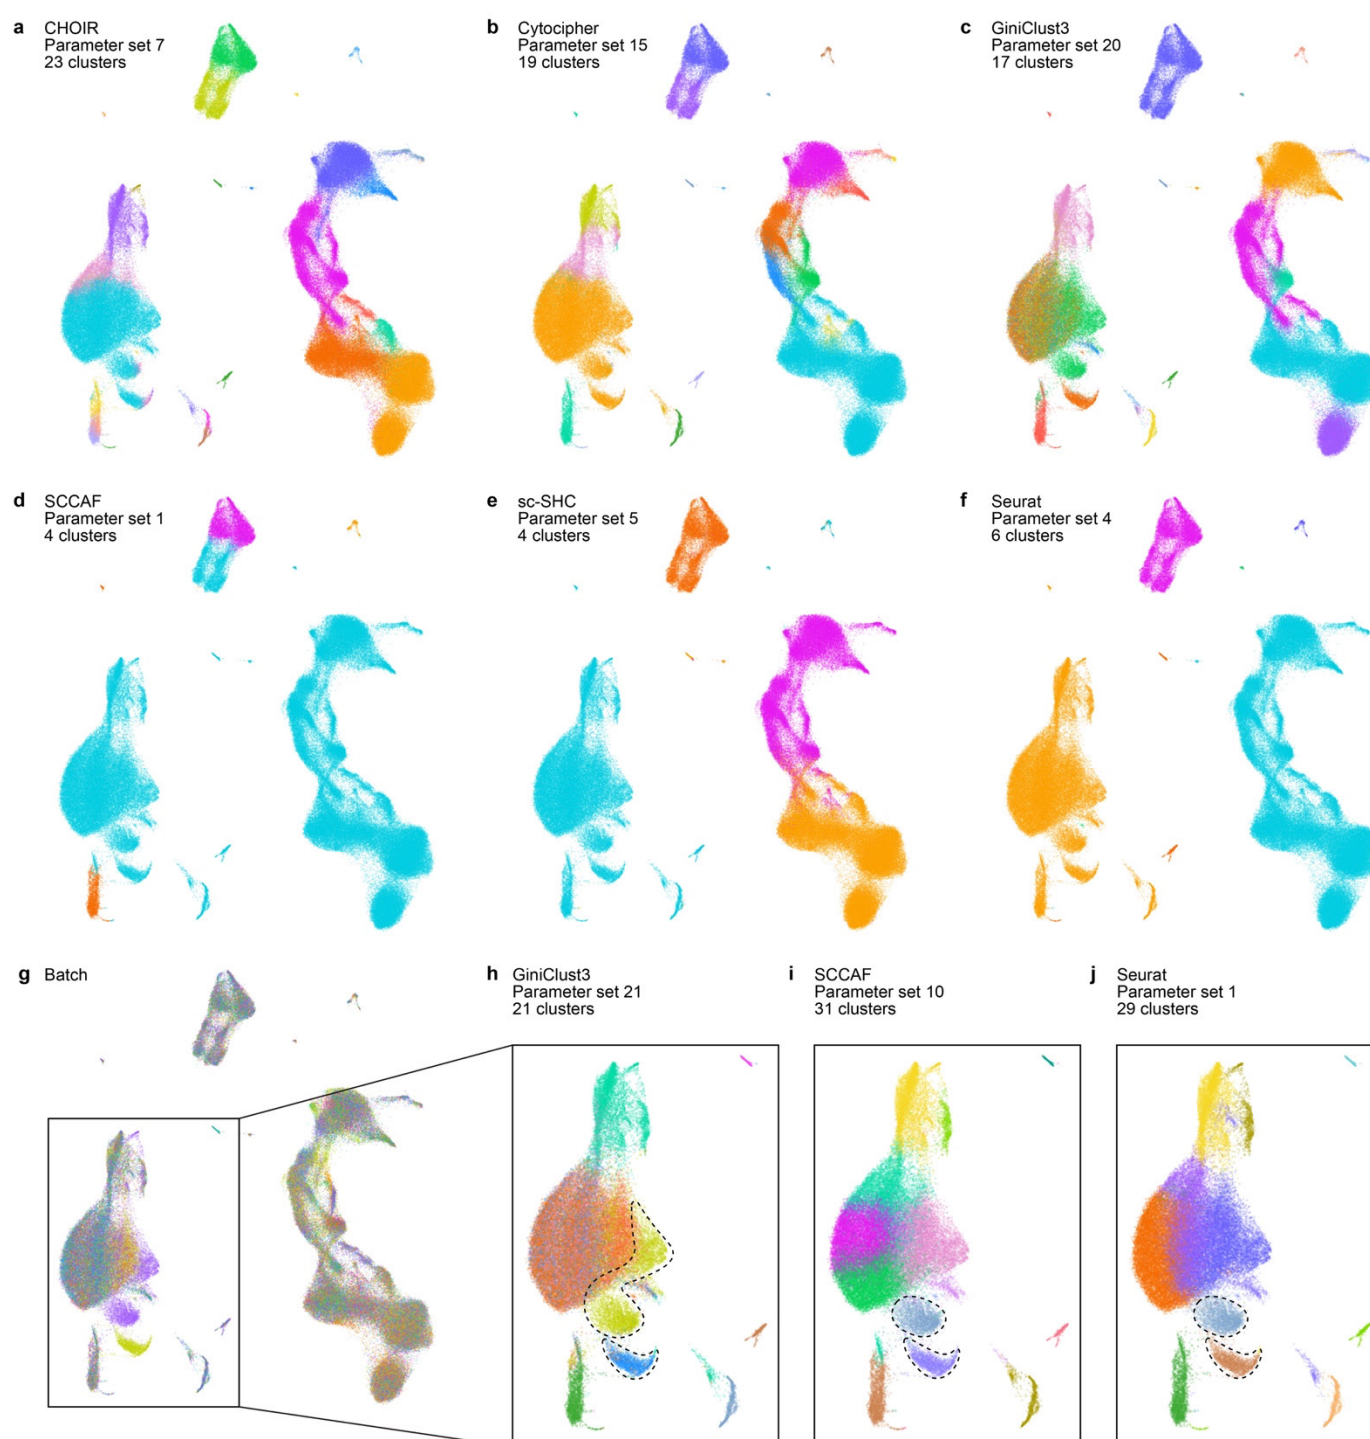 a CHOIR
Parameter set 7
23 clusters
b Cytocipher
Parameter set 15
19 clusters
c GiniClust3
Parameter set 20
17 clusters
d SCCAF
Parameter set 1
4 clusters
e sc-SHC
Parameter set 5
4 clusters
f Seurat
Parameter set 4
6 clusters
g Batch
h GiniClust3
Parameter set 21
21 clusters
i SCCAF
Parameter set 10
31 clusters
j Seurat
Parameter set 1
29 clusters